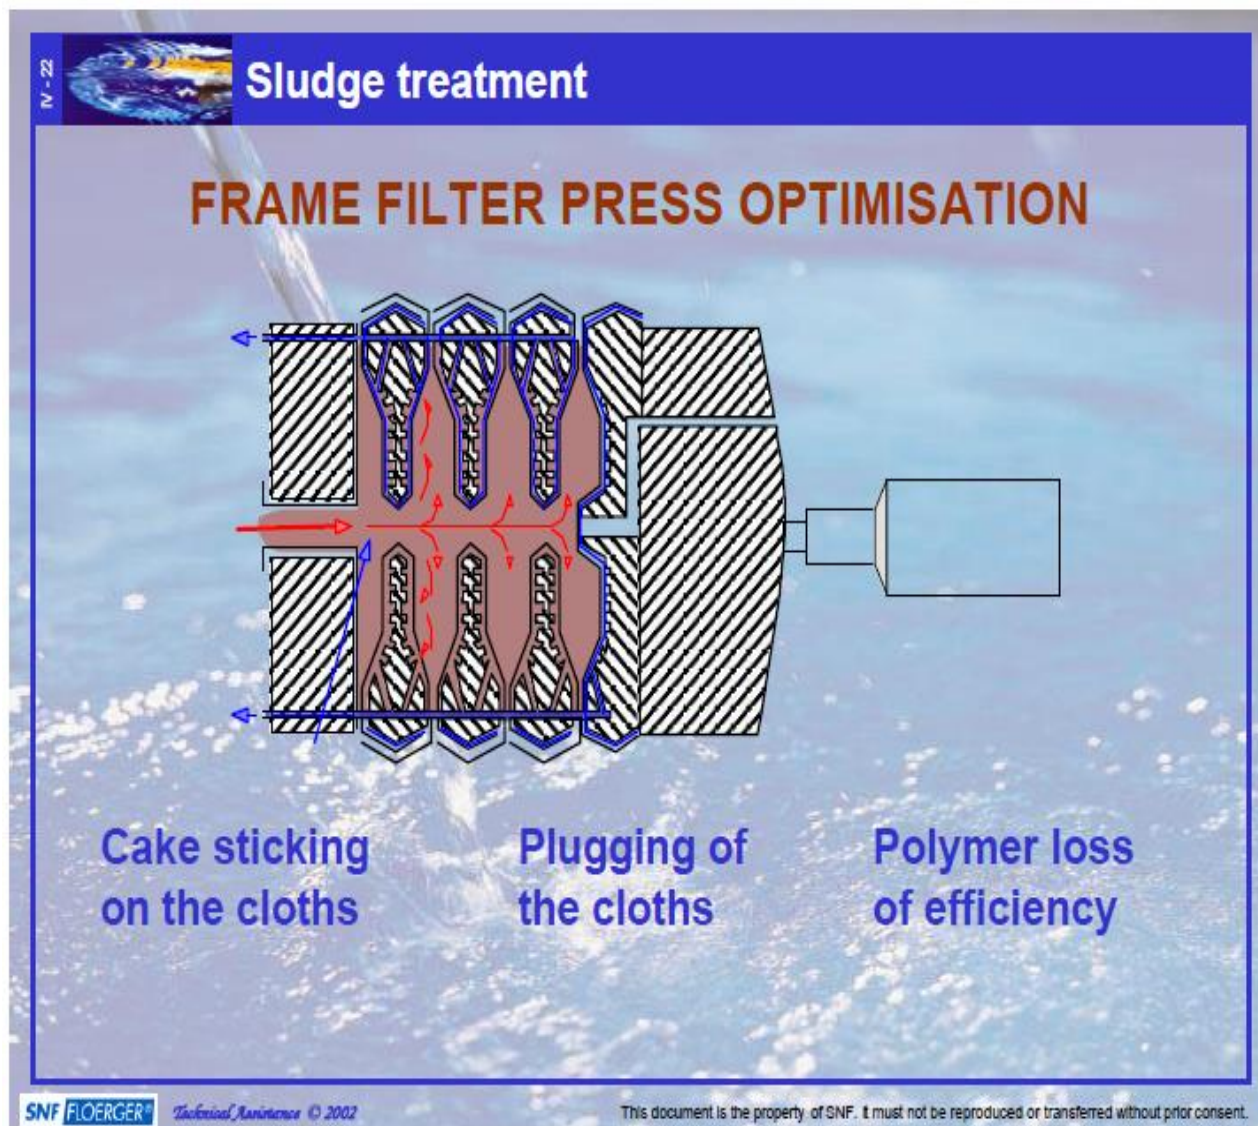 IV - 22
Sludge treatment
FRAME FILTER PRESS OPTIMISATION
Cake sticking
on the cloths
Plugging of
the cloths
Polymer loss
of efficiency
SNF FLOERGER®
Technical Assistance © 2002
This document is the property of SNF. It must not be reproduced or transferred without prior consent.